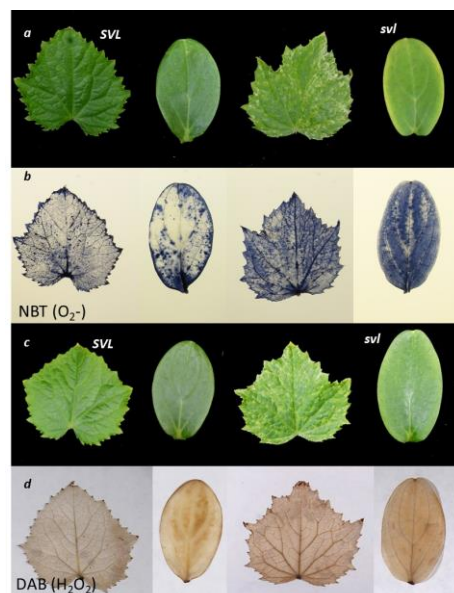 a SVL svl
b
NBT (O₂-)
c SVL svl
d
DAB (H₂O₂)